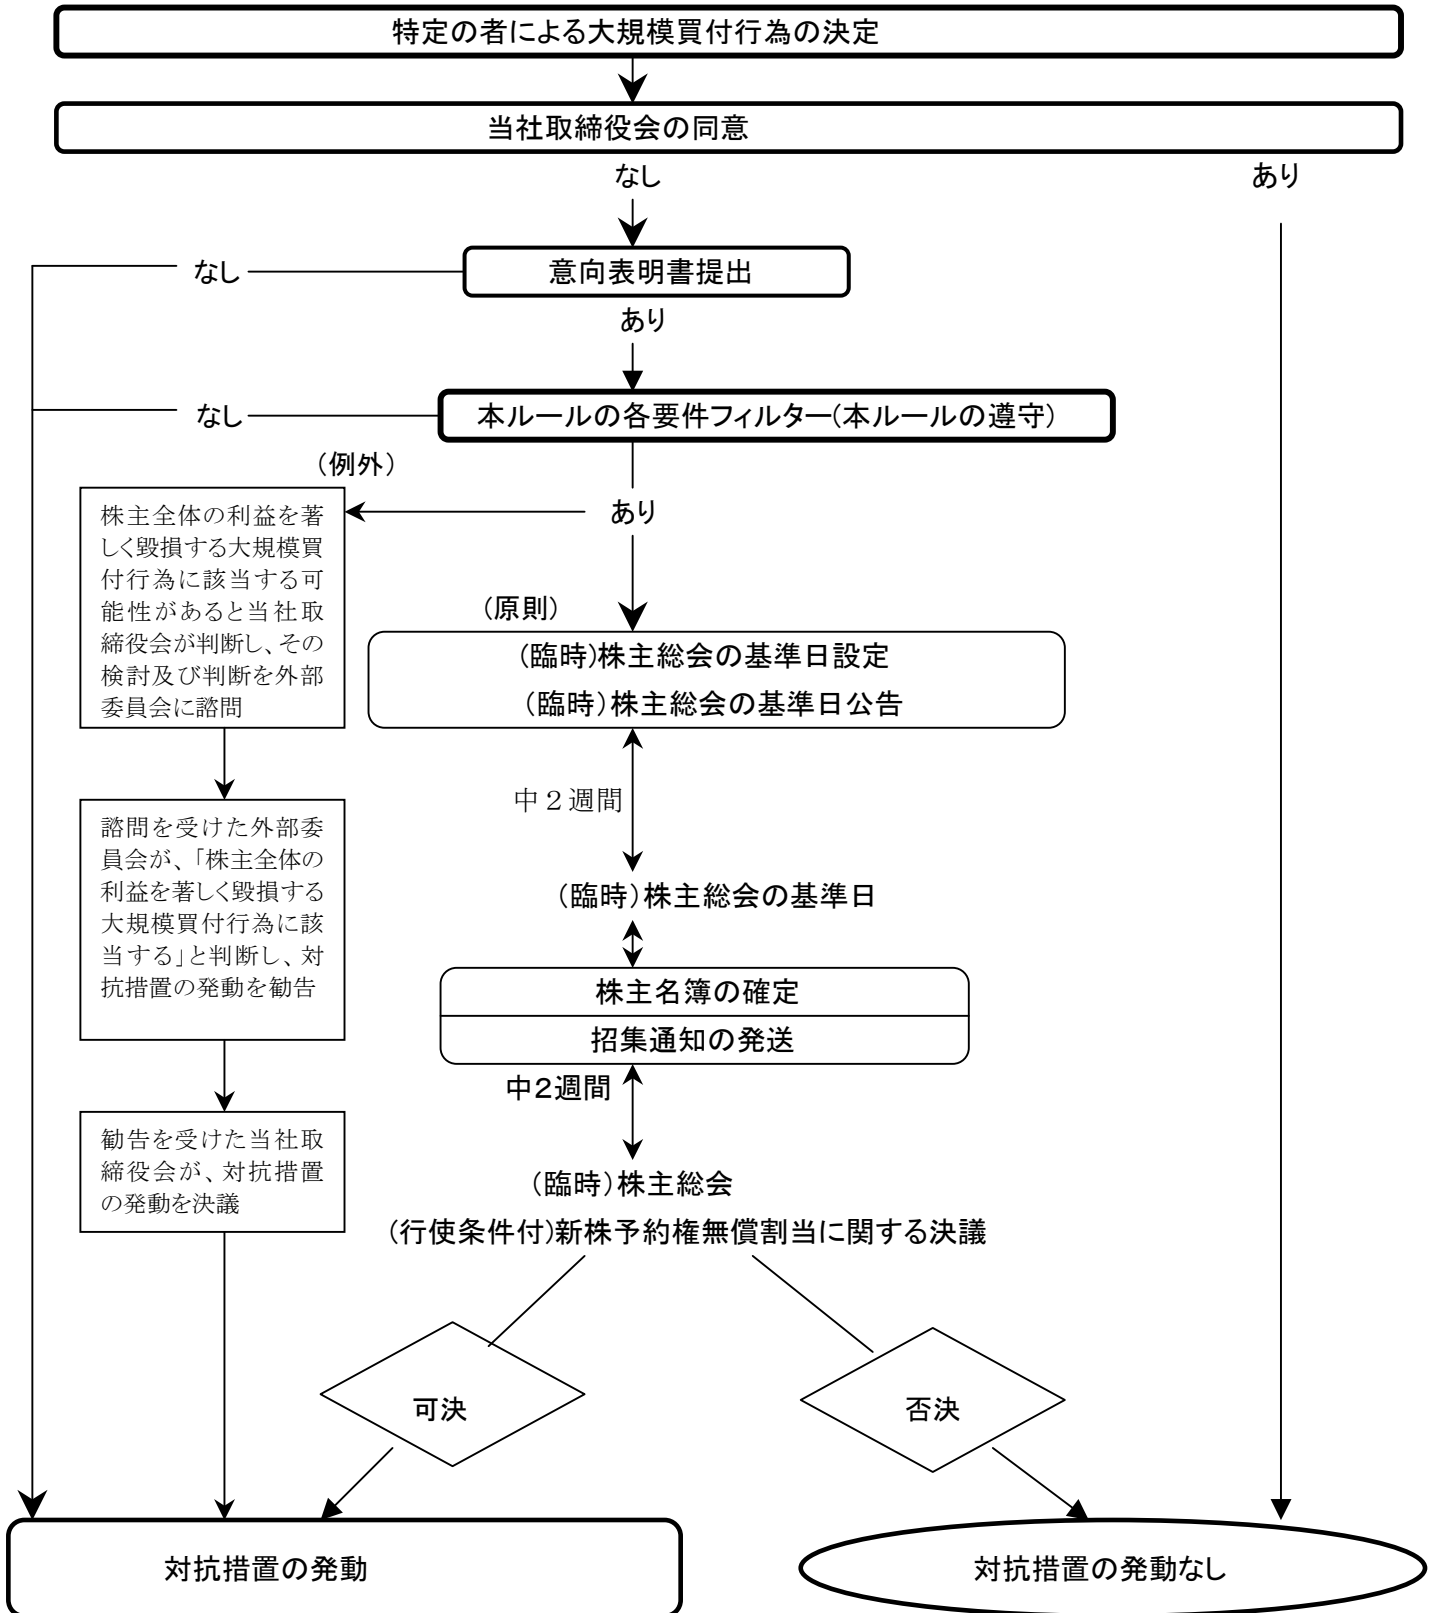 特定の者による大規模買付行為の決定
当社取締役会の同意
なし
あり
なし
意向表明書提出
あり
なし
本ルールの各要件フィルター(本ルールの遵守)
(例外)
あり
株主全体の利益を著
しく毀損する大規模買
付行為に該当する可
能性があると当社取
締役会が判断し、その
検討及び判断を外部
委員会に諮問
(原則)
(臨時)株主総会の基準日設定
(臨時)株主総会の基準日公告
中2週間
諮問を受けた外部委
員会が、「株主全体の
利益を著しく毀損する
大規模買付行為に該
当する」と判断し、対
抗措置の発動を勧告
(臨時)株主総会の基準日
株主名簿の確定
招集通知の発送
中2週間
勧告を受けた当社取
締役会が、対抗措置
の発動を決議
(臨時)株主総会
(行使条件付)新株予約権無償割当に関する決議
可決
否決
対抗措置の発動
対抗措置の発動なし